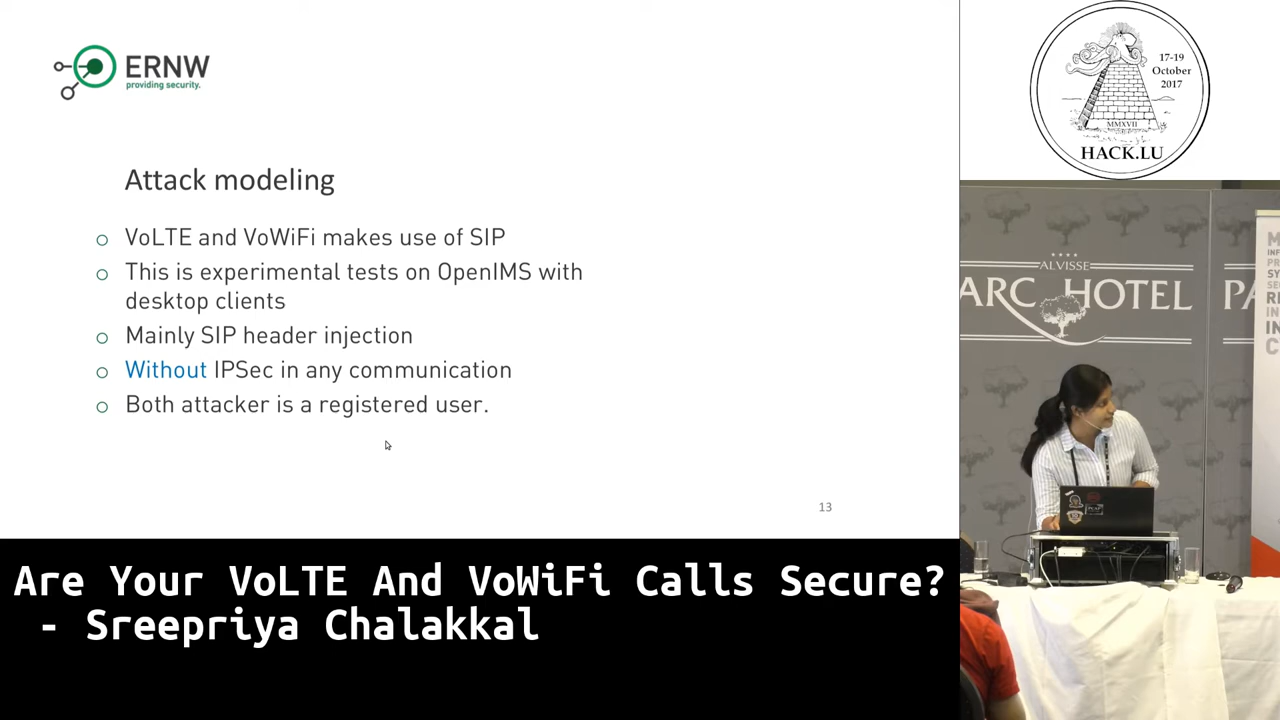 ERNW
providing security.
Attack modeling
VoLTE and VoWiFi makes use of SIP
This is experimental tests on OpenIMS with
desktop clients
Mainly SIP header injection
Without IPSec in any communication
Both attacker is a registered user.
13
17-19
October
2017
MMXVII
HACK.LU
ALVISSE
ARC HOTEL
PA
Are Your VoLTE And VoWiFi Calls Secure?
- Sreepriya Chalakkal